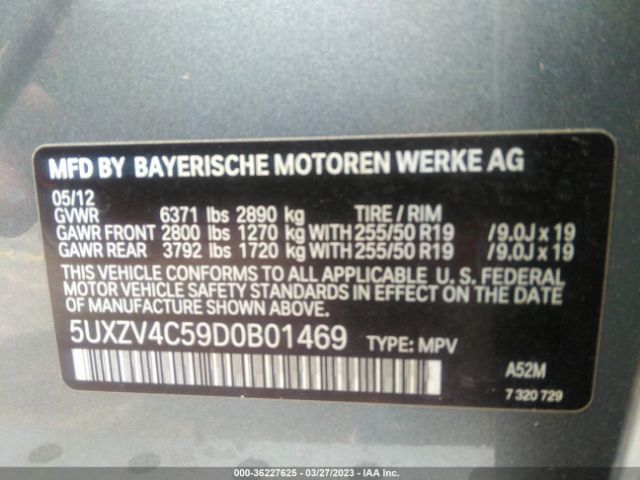 MFD BY BAYERISCHE MOTOREN WERKE AG
05/12
GVWR 6371 lbs 2890 kg TIRE / RIM
GAWR FRONT 2800 lbs 1270 kg WITH 255/50 R19 /9.0J x 19
GAWR REAR 3792 lbs 1720 kg WITH 255/50 R19 /9.0J x 19
THIS VEHICLE CONFORMS TO ALL APPLICABLE U. S. FEDERAL
MOTOR VEHICLE SAFETY STANDARDS IN EFFECT ON THE DATE
OF MANUFACTURE SHOWN ABOVE.
5UXZV4C59D0B01469 TYPE: MPV
A52M
7 320 729
000-36227625 - 03/27/2023 - IAA Inc.